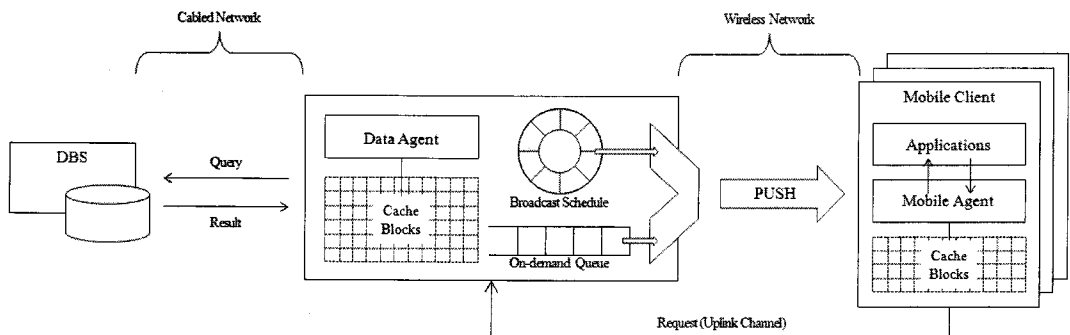 Cabled Network
Wireless Network
DBS
Query
Result
Data Agent
Cache
Blocks
Broadcast Schedule
On-demand Queue
PUSH
Mobile Client
Applications
Mobile Agent
Cache
Blocks
Request (Uplink Channel)